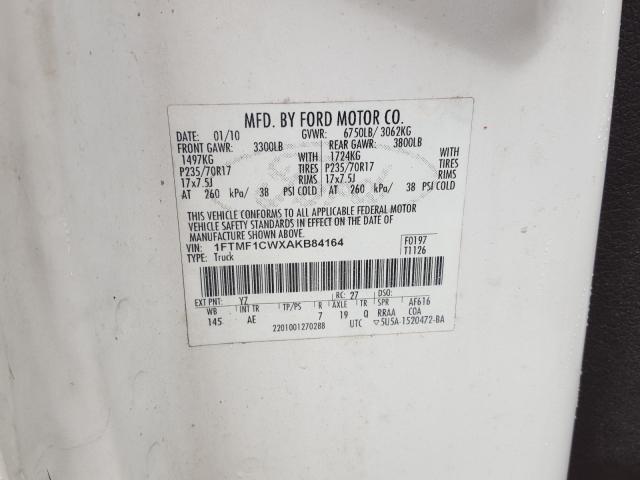 MFD. BY FORD MOTOR CO.
DATE: 01/10 GVWR: 6750LB/ 3062KG
FRONT GAWR: 3300LB REAR GAWR: 3800LB
1497KG WITH 1724KG WITH
P235/70R17 TIRES P235/70R17 TIRES
17x7.5J RIMS 17x7.5J RIMS
AT 260 kPa/ 38 PSI COLD AT 260 kPa/ 38 PSI COLD
THIS VEHICLE CONFORMS TO ALL APPLICABLE FEDERAL MOTOR
VEHICLE SAFETY STANDARDS IN EFFECT ON THE DATE OF
MANUFACTURE SHOWN ABOVE.
VIN: 1FTMF1CWXAKB84164 F0197
TYPE: Truck T1126
EXT PNT: YZ RC: 27 DSO:
WB INT TR TP/PS R AXLE TR SPR AF616
145 AE 7 19 Q RRAA COA
2201001270288 UTC 5U5A-1520472-BA